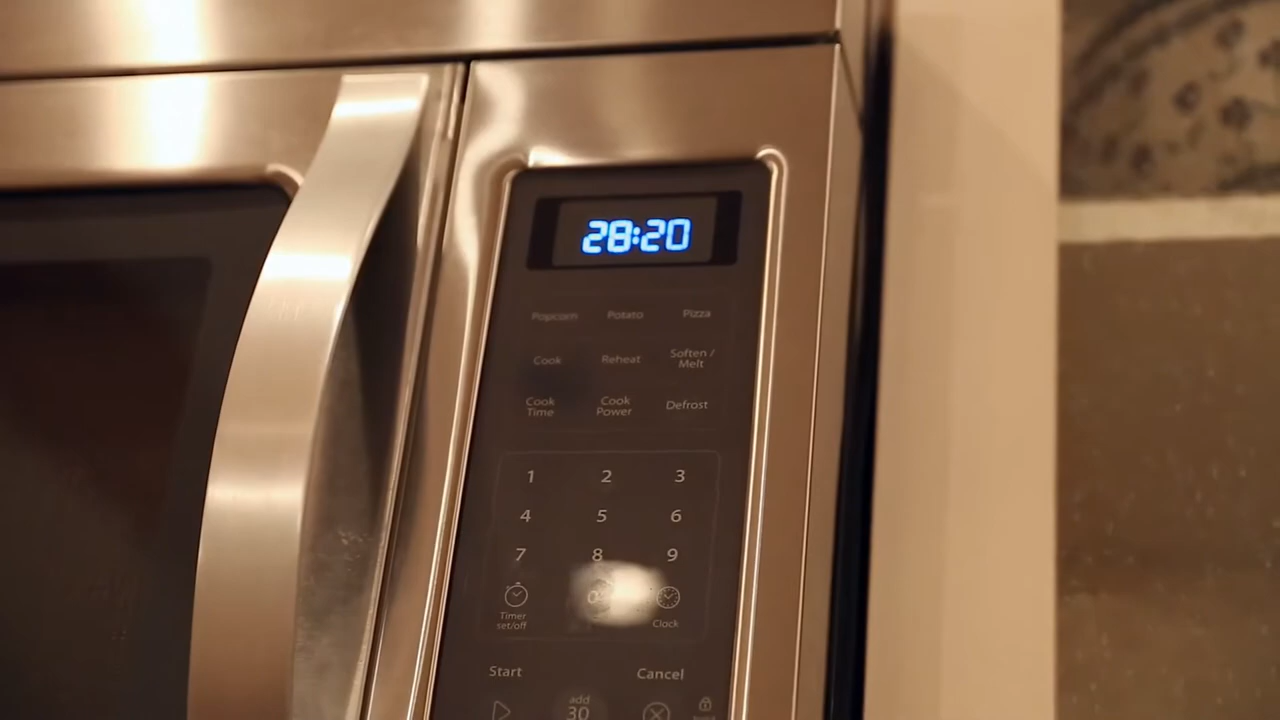 28:20
Popcorn Potato Pizza
Cook Reheat Soften / Melt
Cook Time Cook Power Defrost
1 2 3
4 5 6
7 8 9
0
Timer set/off Clock
Start Cancel
add 30